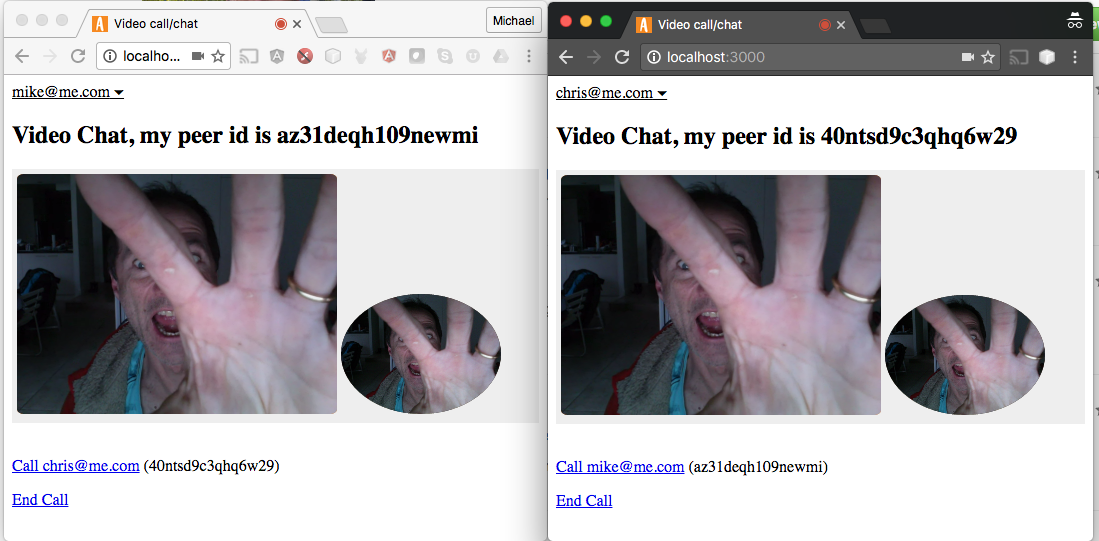 Video call/chat
Michael
localho...
mike@me.com
Video Chat, my peer id is az31deqh109newmi
Call chris@me.com (40ntsd9c3qhq6w29)
End Call
Video call/chat
localhost:3000
chris@me.com
Video Chat, my peer id is 40ntsd9c3qhq6w29
Call mike@me.com (az31deqh109newmi)
End Call